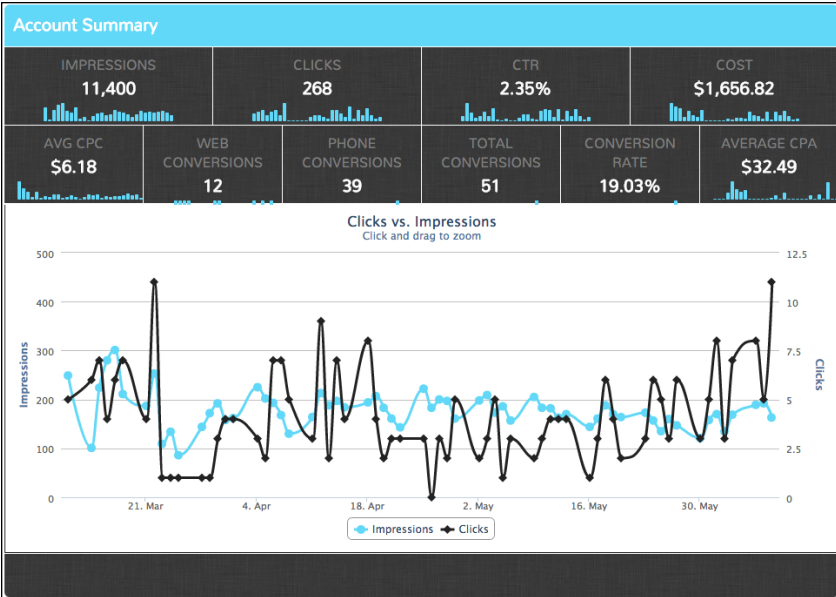 Account Summary
IMPRESSIONS
11,400
CLICKS
268
CTR
2.35%
COST
$1,656.82
AVG CPC
$6.18
WEB
CONVERSIONS
12
PHONE
CONVERSIONS
39
TOTAL
CONVERSIONS
51
CONVERSION
RATE
19.03%
AVERAGE CPA
$32.49
Clicks vs. Impressions
Click and drag to zoom
Impressions
500
400
300
200
100
0
12.5
10
7.5
5
2.5
0
Clicks
21. Mar
4. Apr
18. Apr
2. May
16. May
30. May
Impressions
Clicks